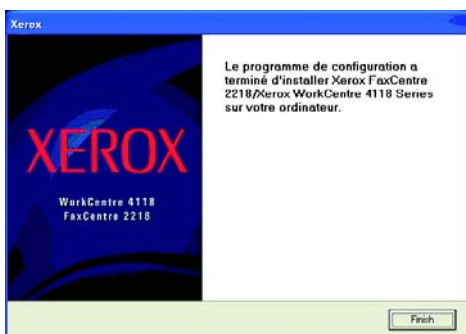 Xerox
Le programme de configuration a
terminé d'installer Xerox FaxCentre
2218/Xerox WorkCentre 4118 Series
sur votre ordinateur.
XEROX
WorkCentre 4118
FaxCentre 2218
Finish